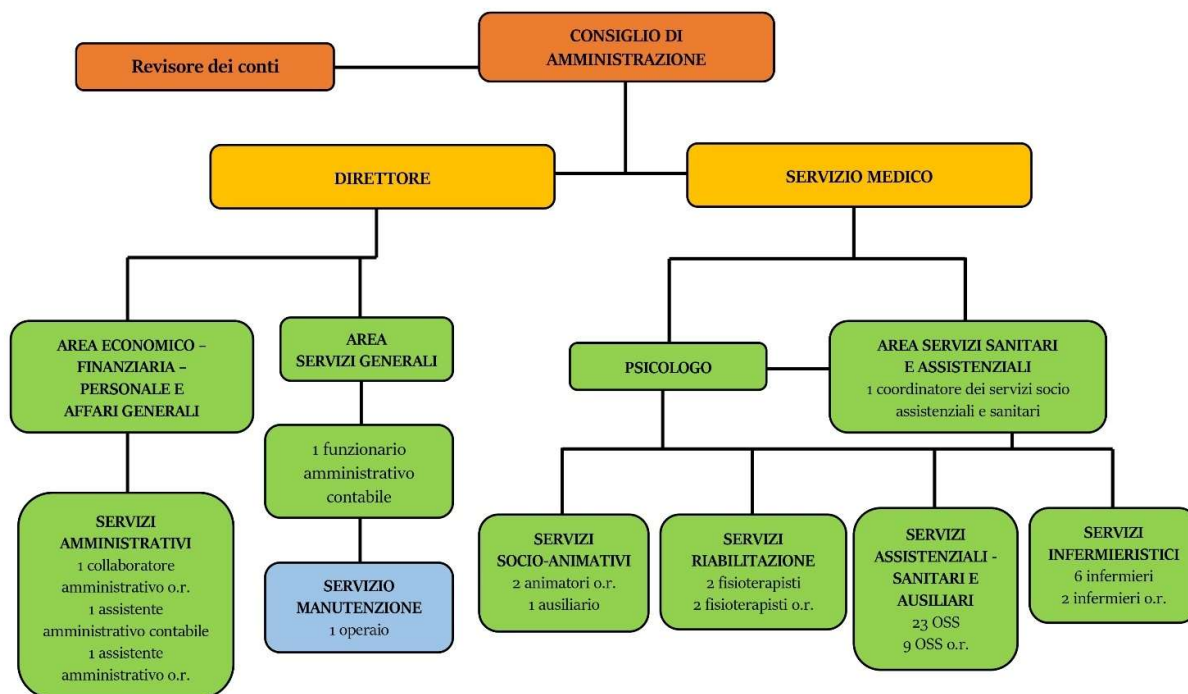 CONSIGLIO DI
AMMINISTRAZIONE
Revisore dei conti
DIRETTORE
SERVIZIO MEDICO
AREA ECONOMICO –
FINANZIARIA –
PERSONALE E
AFFARI GENERALI
AREA
SERVIZI GENERALI
PSICOLOGO
AREA SERVIZI SANITARI
E ASSISTENZIALI
1 coordinatore dei servizi socio
assistenziali e sanitari
1 funzionario
amministrativo
contabile
SERVIZI
AMMINISTRATIVI
1 collaboratore
amministrativo o.r.
1 assistente
amministrativo contabile
1 assistente
amministrativo o.r.
SERVIZIO
MANUTENZIONE
1 operaio
SERVIZI
SOCIO-ANIMATIVI
2 animatori o.r.
1 ausiliario
SERVIZI
RIABILITAZIONE
2 fisioterapisti
2 fisioterapisti o.r.
SERVIZI
ASSISTENZIALI -
SANITARI E
AUSILIARI
23 OSS
9 OSS o.r.
SERVIZI
INFERMIERISTICI
6 infermieri
2 infermieri o.r.